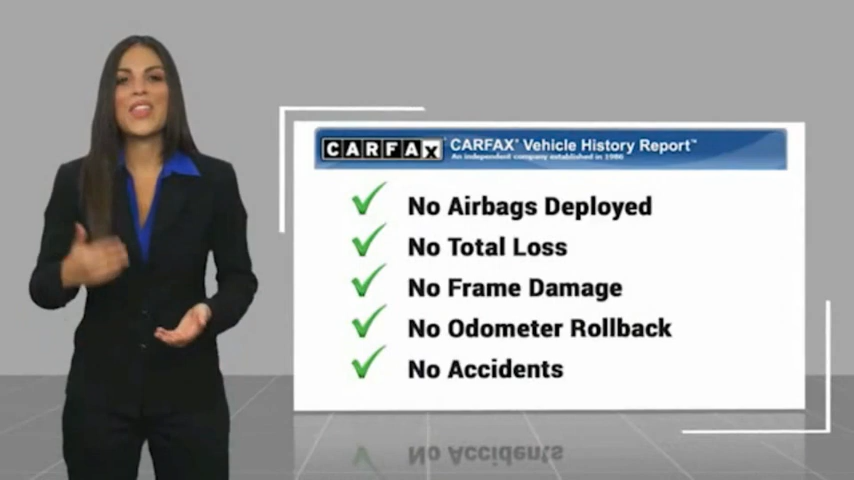 CARFAX CARFAX® Vehicle History Report™
An independent company established in 1986
No Airbags Deployed
No Total Loss
No Frame Damage
No Odometer Rollback
No Accidents
No Accidents